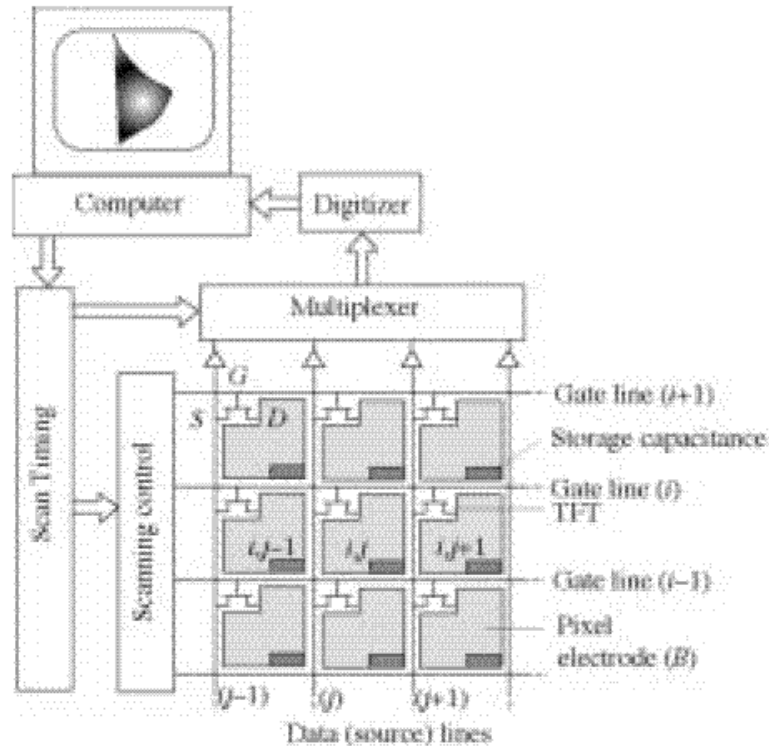 Computer
Digitizer
Multiplexer
G
Gate line (i+1)
S
D
Storage capacitance
Gate line (i)
TFT
Scan Timing
Scanning control
i,j−1
i,j
i,j+1
Gate line (i−1)
Pixel
electrode (B)
(j−1)
(j)
(j+1)
Data (source) lines